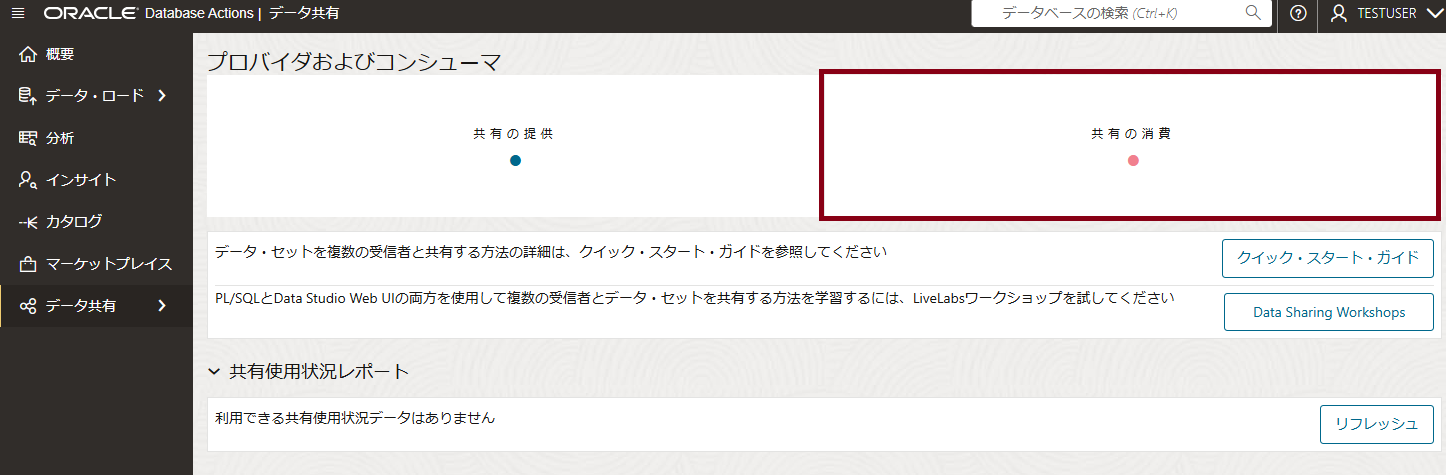 ORACLE Database Actions | データ共有
データベースの検索 (Ctrl+K)
TESTUSER
概要
データ・ロード
分析
インサイト
カタログ
マーケットプレイス
データ共有
プロバイダおよびコンシューマ
共有の提供
共有の消費
データ・セットを複数の受信者と共有する方法の詳細は、クイック・スタート・ガイドを参照してください
クイック・スタート・ガイド
PL/SQLとData Studio Web UIの両方を使用して複数の受信者とデータ・セットを共有する方法を学習するには、LiveLabsワークショップを試してください
Data Sharing Workshops
共有使用状況レポート
利用できる共有使用状況データはありません
リフレッシュ